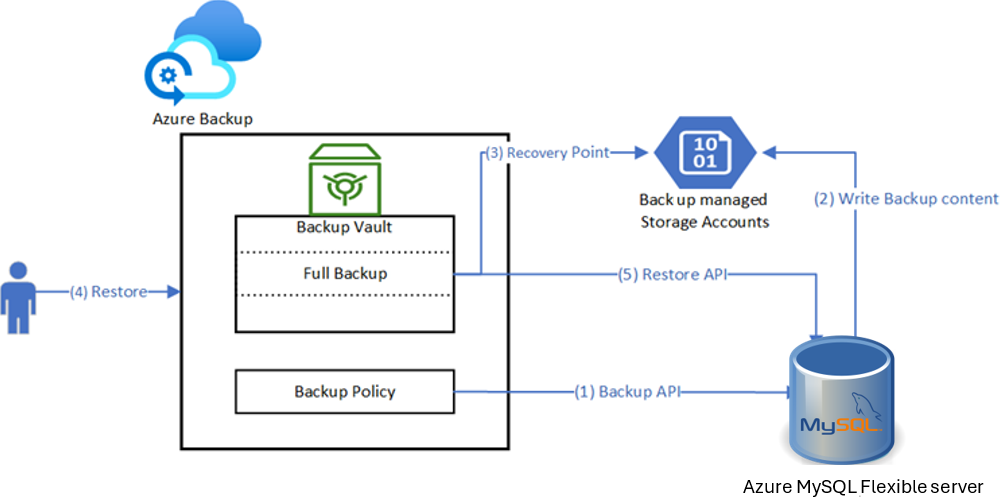 Azure Backup
(3) Recovery Point
10
01
Back up managed
Storage Accounts
(2) Write Backup content
Backup Vault
Full Backup
(5) Restore API
(4) Restore
Backup Policy
(1) Backup API
MySQL
Azure MySQL Flexible server